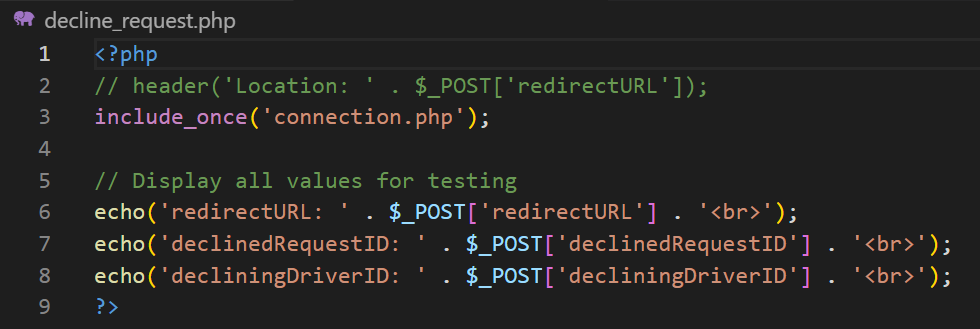 decline_request.php
1 <?php
2 // header('Location: ' . $_POST['redirectURL']);
3 include_once('connection.php');
4
5 // Display all values for testing
6 echo('redirectURL: ' . $_POST['redirectURL'] . '<br>');
7 echo('declinedRequestID: ' . $_POST['declinedRequestID'] . '<br>');
8 echo('decliningDriverID: ' . $_POST['decliningDriverID'] . '<br>');
9 ?>